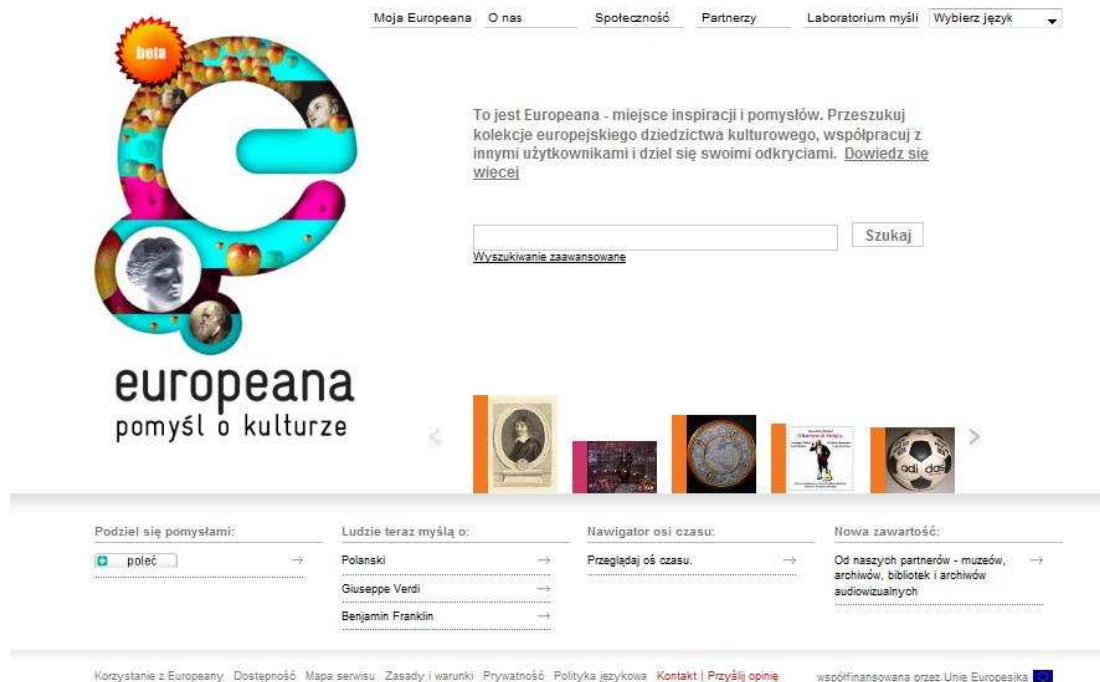 Moja Europeana O nas Społeczność Partnerzy Laboratorium myśli Wybierz język
beta
To jest Europeana - miejsce inspiracji i pomysłów. Przeszukuj
kolekcje europejskiego dziedzictwa kulturowego, współpracuj z
innymi użytkownikami i dziel się swoimi odkryciami. Dowiedz się
więcej
Szukaj
Wyszukiwanie zaawansowane
europeana
pomyśl o kulturze
adidas
Podziel się pomysłami:
poleć
Ludzie teraz myślą o:
Polanski
Giuseppe Verdi
Benjamin Franklin
Nawigator osi czasu:
Przeglądaj oś czasu.
Nowa zawartość:
Od naszych partnerów - muzeów,
archiwów, bibliotek i archiwów
audiowizualnych
Korzystanie z Europeany Dostępność Mapa serwisu Zasady i warunki Prywatność Polityka językowa Kontakt | Przyślij opinię współfinansowana przez Unię Europesjką